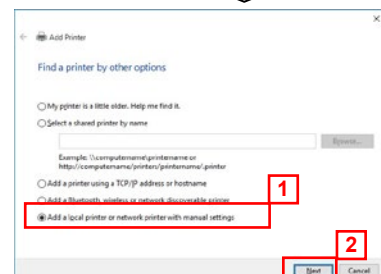 Add Printer
Find a printer by other options
My printer is a little older. Help me find it.
Select a shared printer by name
Browse...
Example: \\computername\printername or
http://computername/printers/printername/.printer
Add a printer using a TCP/IP address or hostname
1
Add a Bluetooth, wireless or network discoverable printer
Add a local printer or network printer with manual settings
2
Next Cancel